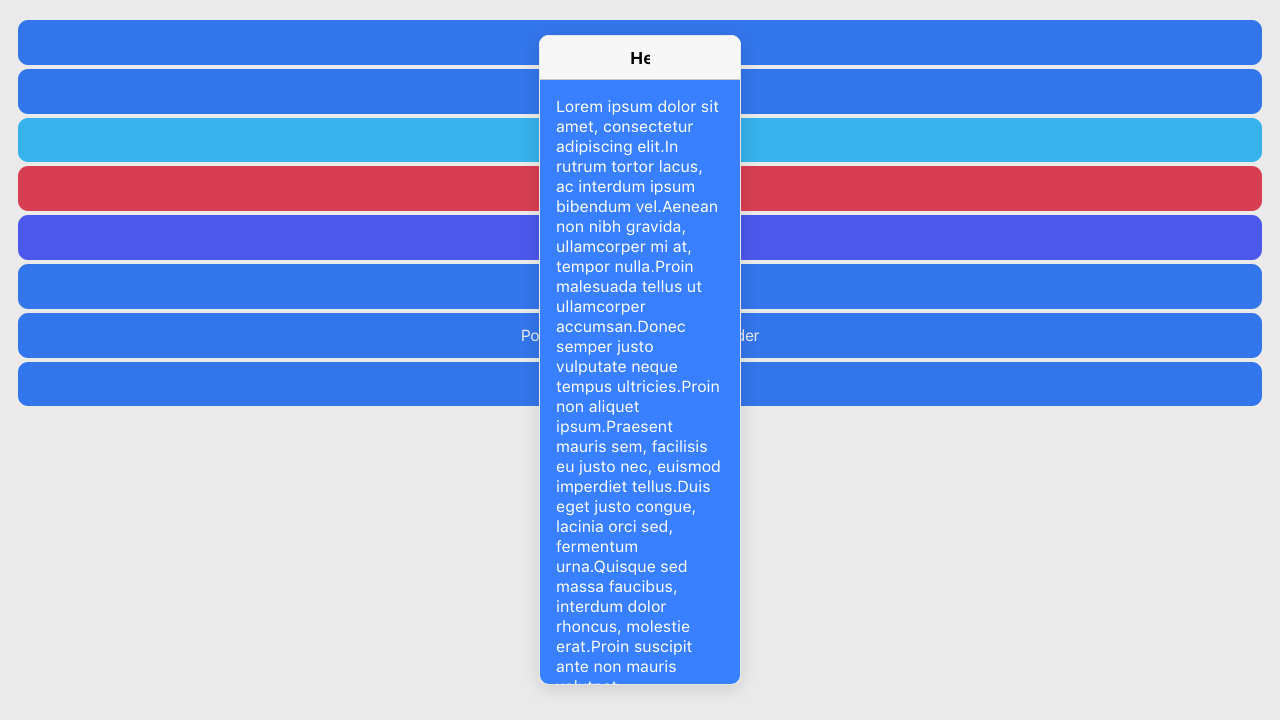 He
Lorem ipsum dolor sit
amet, consectetur
adipiscing elit.In
rutrum tortor lacus,
ac interdum ipsum
bibendum vel.Aenean
non nibh gravida,
ullamcorper mi at,
tempor nulla.Proin
malesuada tellus ut
ullamcorper
accumsan.Donec
semper justo
vulputate neque
tempus ultricies.Proin
non aliquet
ipsum.Praesent
mauris sem, facilisis
eu justo nec, euismod
imperdiet tellus.Duis
eget justo congue,
lacinia orci sed,
fermentum
urna.Quisque sed
massa faucibus,
interdum dolor
rhoncus, molestie
erat.Proin suscipit
ante non mauris